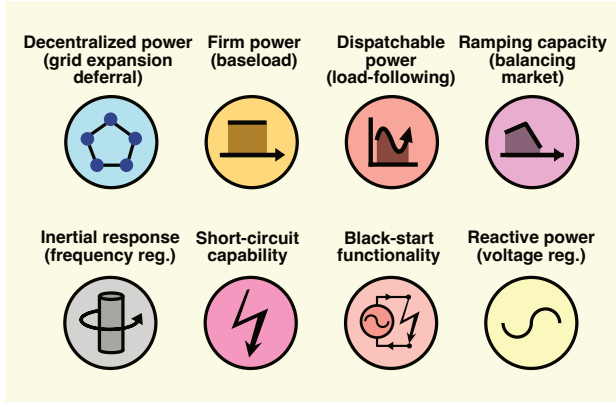 Decentralized power
(grid expansion
deferral)
Firm power
(baseload)
Dispatchable
power
(load-following)
Ramping capacity
(balancing
market)
Inertial response
(frequency reg.)
Short-circuit
capability
Black-start
functionality
Reactive power
(voltage reg.)